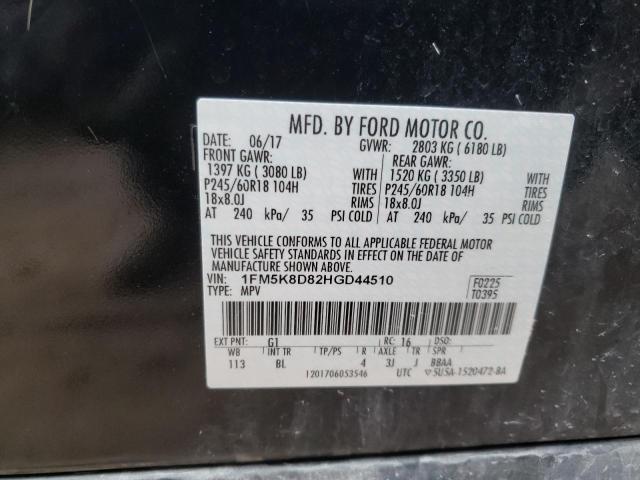 MFD. BY FORD MOTOR CO.
DATE: 06/17 GVWR: 2803 KG ( 6180 LB)
FRONT GAWR: REAR GAWR:
1397 KG ( 3080 LB) 1520 KG ( 3350 LB)
P245/60R18 104H TIRES P245/60R18 104H TIRES
18x8.0J RIMS 18x8.0J RIMS
AT 240 kPa/ 35 PSI COLD AT 240 kPa/ 35 PSI COLD
THIS VEHICLE CONFORMS TO ALL APPLICABLE FEDERAL MOTOR
VEHICLE SAFETY STANDARDS IN EFFECT ON THE DATE OF
MANUFACTURE SHOWN ABOVE.
VIN: 1FM5K8D82HGD44510 F0225
TYPE: MPV T0395
EXT PNT: G1 RC: 16 DSO:
WB INT TR TP/PS R AXLE TR SPR
113 BL 4 3J J BBAA
1201706053546 UTC ▽5U5A-1520472-BA